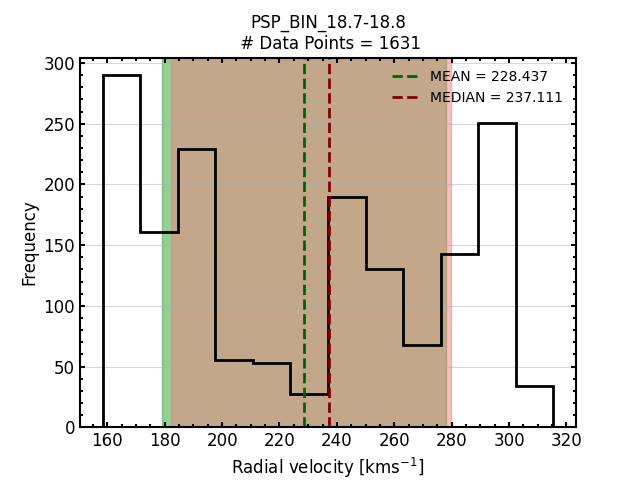 PSP_BIN_18.7-18.8
# Data Points = 1631
MEAN = 228.437
MEDIAN = 237.111
300
250
200
150
100
50
0
Frequency
160 180 200 220 240 260 280 300 320
Radial velocity [kms⁻¹]